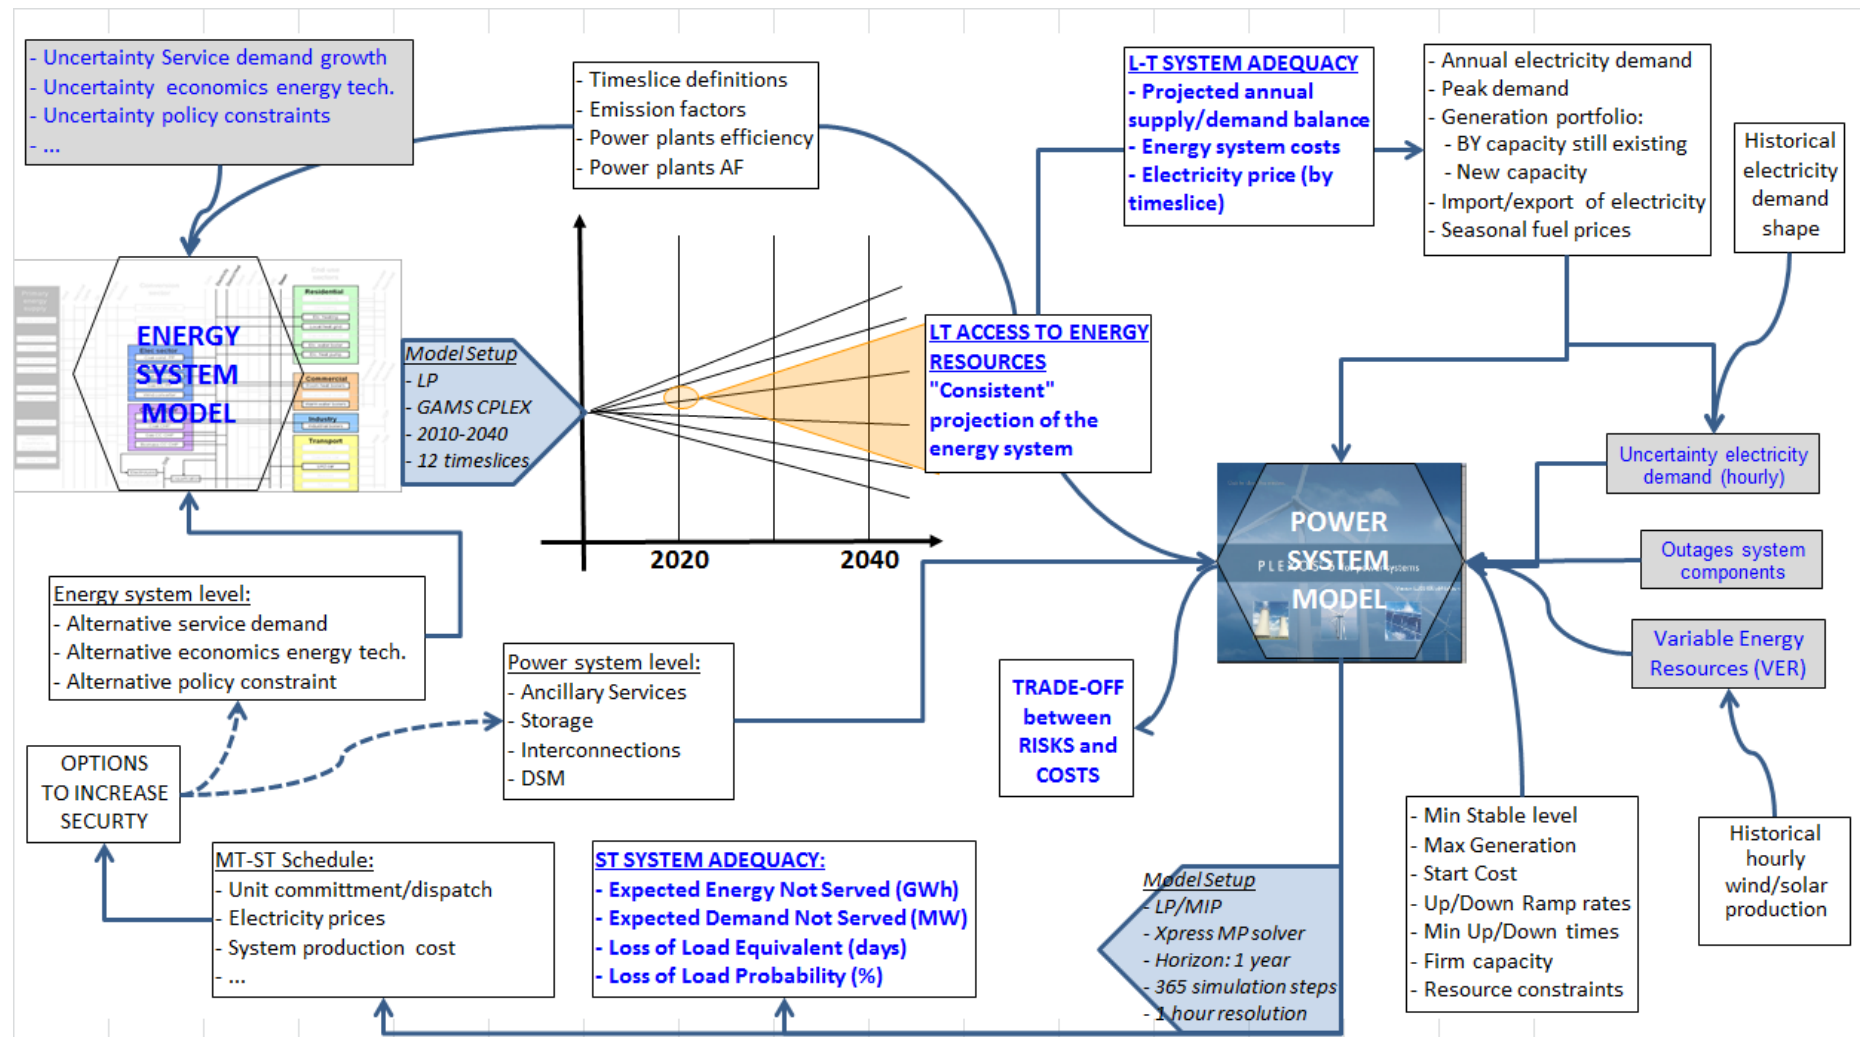 - Uncertainty Service demand growth
- Uncertainty economics energy tech.
- Uncertainty policy constraints
- ...
- Timeslice definitions
- Emission factors
- Power plants efficiency
- Power plants AF
L-T SYSTEM ADEQUACY
- Projected annual
supply/demand balance
- Energy system costs
- Electricity price (by
timeslice)
- Annual electricity demand
- Peak demand
- Generation portfolio:
- BY capacity still existing
- New capacity
- Import/export of electricity
- Seasonal fuel prices
Historical
electricity
demand
shape
ENERGY
SYSTEM
MODEL
Residential
Commercial
Industry
Transport
Model Setup
- LP
- GAMS CPLEX
- 2010-2040
- 12 timeslices
2020
2040
LT ACCESS TO ENERGY
RESOURCES
"Consistent"
projection of the
energy system
Uncertainty electricity
demand (hourly)
Outages system
components
Variable Energy
Resources (VER)
POWER
SYSTEM
MODEL
Energy system level:
- Alternative service demand
- Alternative economics energy tech.
- Alternative policy constraint
Power system level:
- Ancillary Services
- Storage
- Interconnections
- DSM
TRADE-OFF
between
RISKS and
COSTS
OPTIONS
TO INCREASE
SECURTY
MT-ST Schedule:
- Unit committment/dispatch
- Electricity prices
- System production cost
- ...
ST SYSTEM ADEQUACY:
- Expected Energy Not Served (GWh)
- Expected Demand Not Served (MW)
- Loss of Load Equivalent (days)
- Loss of Load Probability (%)
Model Setup
- LP/MIP
- Xpress MP solver
- Horizon: 1 year
- 365 simulation steps
- 1 hour resolution
- Min Stable level
- Max Generation
- Start Cost
- Up/Down Ramp rates
- Min Up/Down times
- Firm capacity
- Resource constraints
Historical
hourly
wind/solar
production